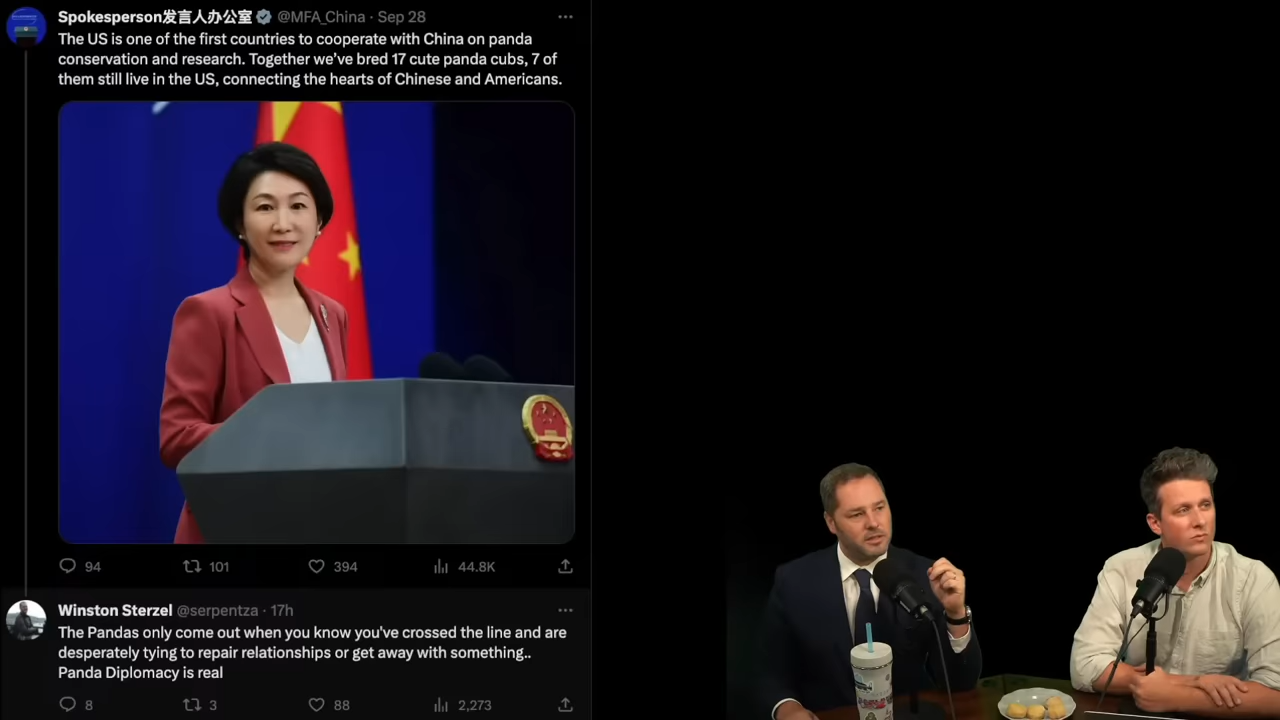 Spokesperson发言人办公室 @MFA_China · Sep 28
The US is one of the first countries to cooperate with China on panda
conservation and research. Together we’ve bred 17 cute panda cubs, 7 of
them still live in the US, connecting the hearts of Chinese and Americans.
94 101 394 44.8K
Winston Sterzel @serpentza · 17h
The Pandas only come out when you know you've crossed the line and are
desperately tying to repair relationships or get away with something..
Panda Diplomacy is real
8 3 88 2,273